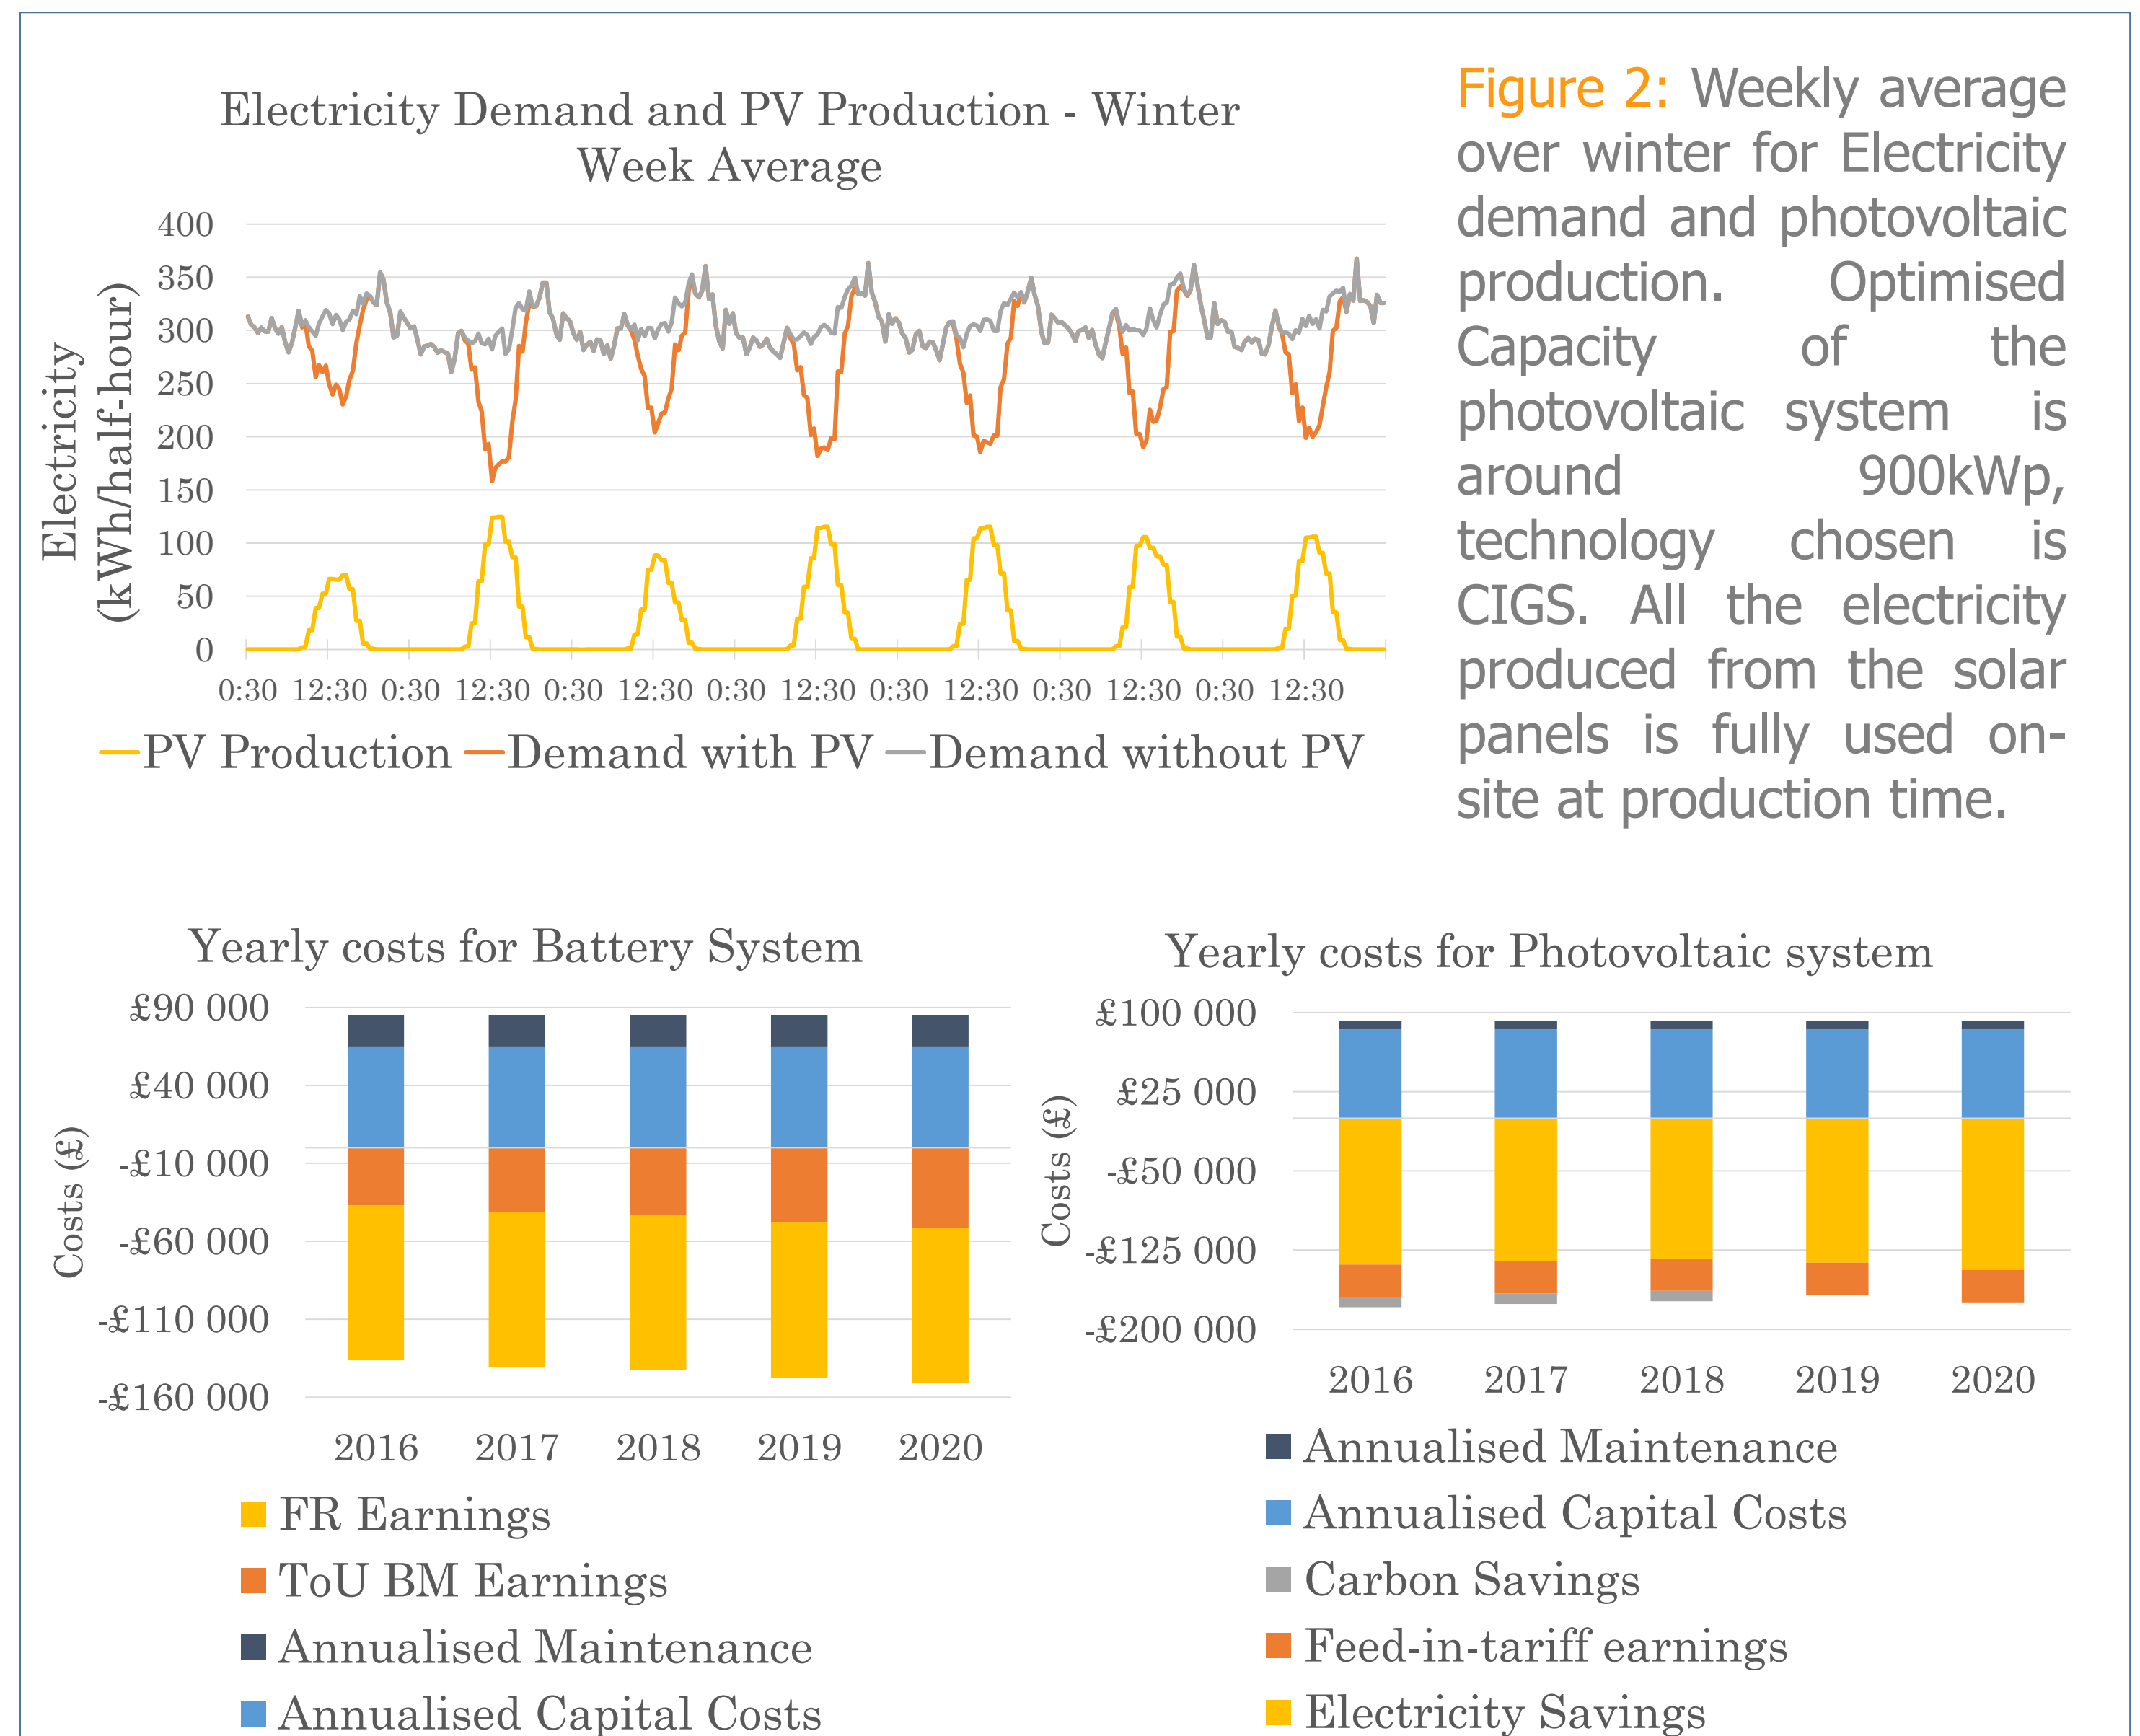 Electricity Demand and PV Production - Winter
Week Average
Electricity
(kWh/half-hour)
400
350
300
250
200
150
100
50
0
0:30 12:30 0:30 12:30 0:30 12:30 0:30 12:30 0:30 12:30 0:30 12:30 0:30 12:30
PV Production Demand with PV Demand without PV
Figure 2: Weekly average
over winter for Electricity
demand and photovoltaic
production. Optimised
Capacity of the
photovoltaic system is
around 900kWp,
technology chosen is
CIGS. All the electricity
produced from the solar
panels is fully used on-
site at production time.
Yearly costs for Battery System
Costs (£)
£90 000
£40 000
-£10 000
-£60 000
-£110 000
-£160 000
2016 2017 2018 2019 2020
FR Earnings
ToU BM Earnings
Annualised Maintenance
Annualised Capital Costs
Yearly costs for Photovoltaic system
Costs (£)
£100 000
£25 000
-£50 000
-£125 000
-£200 000
2016 2017 2018 2019 2020
Annualised Maintenance
Annualised Capital Costs
Carbon Savings
Feed-in-tariff earnings
Electricity Savings